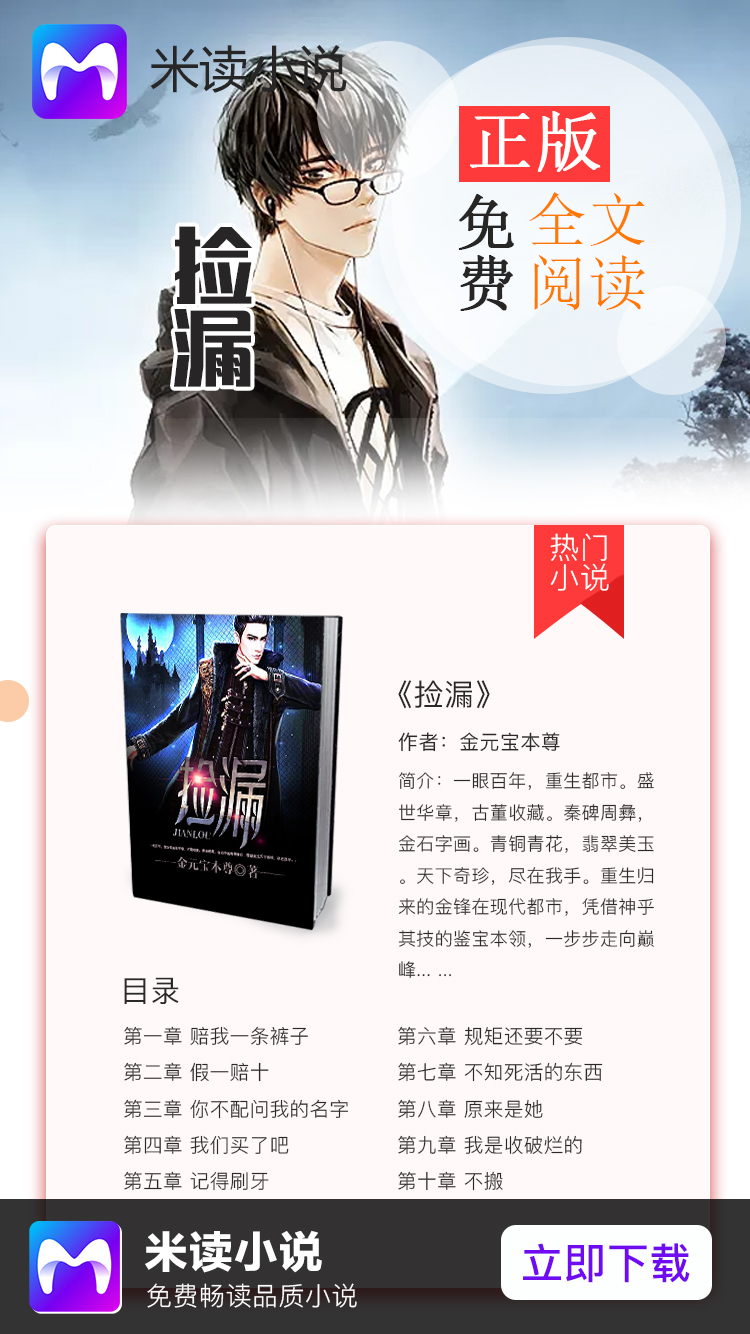 米读小说
正版
免费
全文
阅读
捡漏
热门
小说
捡漏
JIANLOU
金元宝本尊◎著
《捡漏》
作者：金元宝本尊
简介：一眼百年，重生都市。盛
世华章，古董收藏。秦碑周彝，
金石字画。青铜青花，翡翠美玉
。天下奇珍，尽在我手。重生归
来的金锋在现代都市，凭借神乎
其技的鉴宝本领，一步步走向巅
峰... ...
目录
第一章 赔我一条裤子
第二章 假一赔十
第三章 你不配问我的名字
第四章 我们买了吧
第五章 记得刷牙
第六章 规矩还要不要
第七章 不知死活的东西
第八章 原来是她
第九章 我是收破烂的
第十章 不搬
米读小说
免费畅读品质小说
立即下载